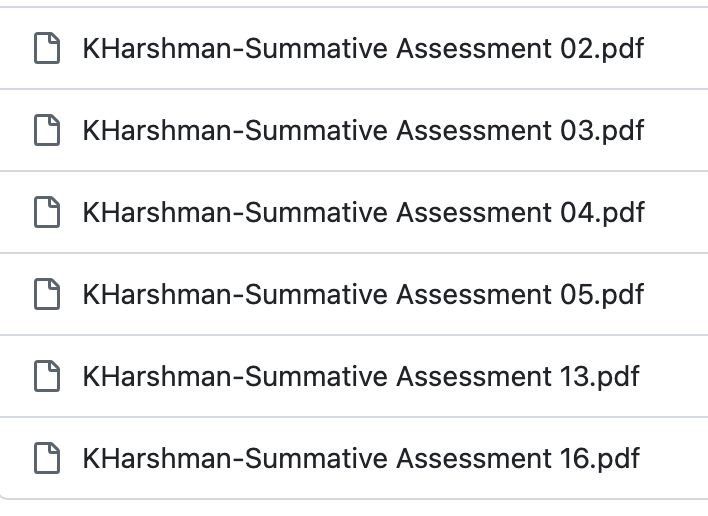 KHarshman-Summative Assessment 02.pdf
KHarshman-Summative Assessment 03.pdf
KHarshman-Summative Assessment 04.pdf
KHarshman-Summative Assessment 05.pdf
KHarshman-Summative Assessment 13.pdf
KHarshman-Summative Assessment 16.pdf